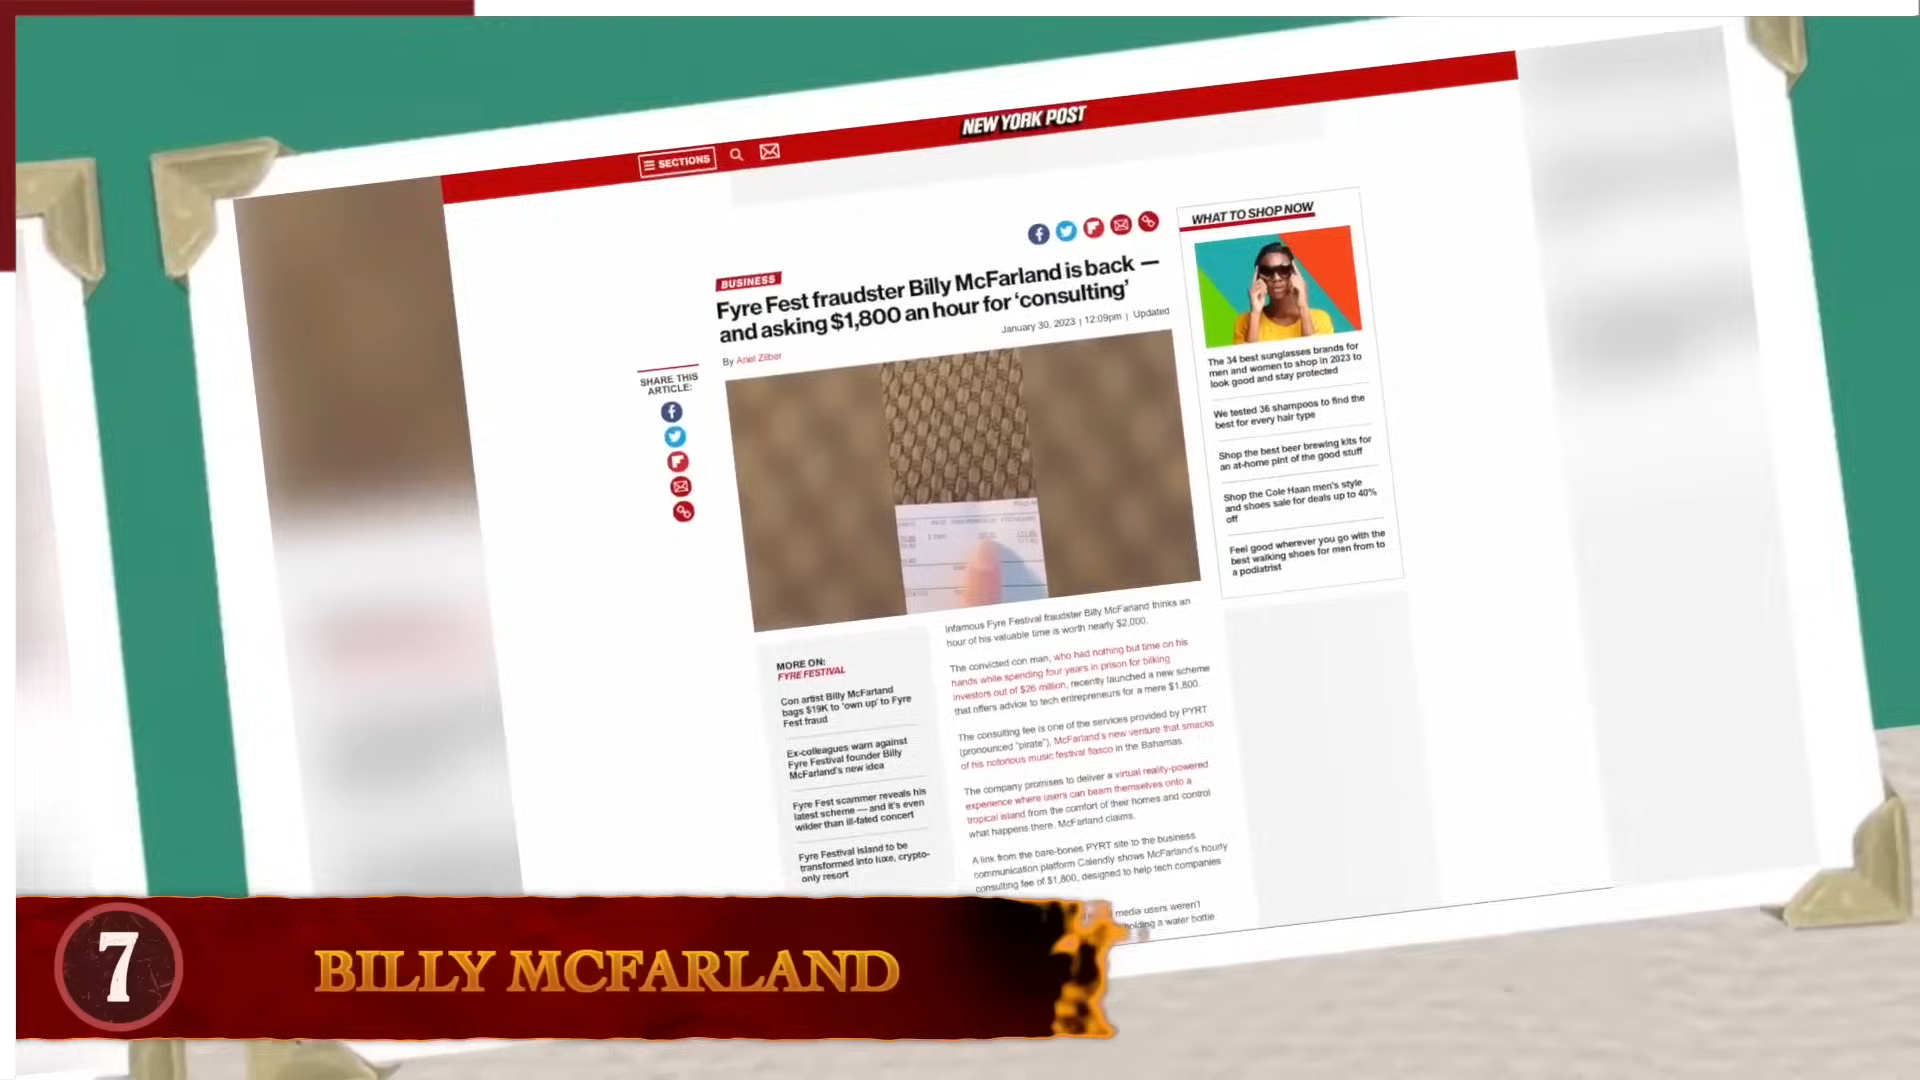 NEW YORK POST
SECTIONS
BUSINESS
Fyre Fest fraudster Billy McFarland is back —
and asking $1,800 an hour for ‘consulting’
January 30, 2023 | 12:09pm | Updated
By Ariel Zilber
SHARE THIS
ARTICLE:
WHAT TO SHOP NOW
The 34 best sunglasses brands for
men and women to shop in 2023 to
look good and stay protected
We tested 36 shampoos to find the
best for every hair type
Shop the best beer brewing kits for
an at-home pint of the good stuff
Shop the Cole Haan men's style
and shoes sale for deals up to 40%
off
Feel good wherever you go with the
best walking shoes for men from to
a podiatrist
Infamous Fyre Festival fraudster Billy McFarland thinks an
hour of his valuable time is worth nearly $2,000.
The convicted con man, who had nothing but time on his
hands while spending four years in prison for bilking
investors out of $26 million, recently launched a new scheme
that offers advice to tech entrepreneurs for a mere $1,800.
The consulting fee is one of the services provided by PYRT
(pronounced “pirate”), McFarland's new venture that smacks
of his notorious music festival fiasco in the Bahamas.
The company promises to deliver a virtual reality-powered
experience where users can beam themselves onto a
tropical island from the comfort of their homes and control
what happens there, McFarland claims.
A link from the bare-bones PYRT site to the business
communication platform Calendly shows McFarland's hourly
consulting fee of $1,800, designed to help tech companies
media users weren't
holding a water bottle
MORE ON:
FYRE FESTIVAL
Con artist Billy McFarland
bags $19K to 'own up' to Fyre
Fest fraud
Ex-colleagues warn against
Fyre Festival founder Billy
McFarland's new idea
Fyre Fest scammer reveals his
latest scheme — and it's even
wilder than ill-fated concert
Fyre Festival island to be
transformed into luxe, crypto-
only resort
7
BILLY MCFARLAND